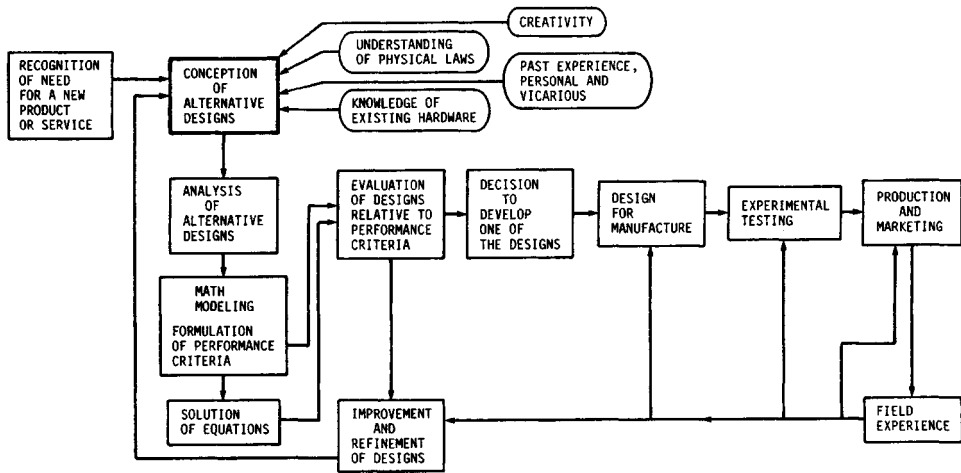 CREATIVITY
UNDERSTANDING
OF PHYSICAL LAWS
PAST EXPERIENCE,
PERSONAL AND
VICARIOUS
KNOWLEDGE OF
EXISTING HARDWARE
RECOGNITION
OF NEED
FOR A NEW
PRODUCT
OR SERVICE
CONCEPTION
OF
ALTERNATIVE
DESIGNS
ANALYSIS
OF
ALTERNATIVE
DESIGNS
MATH
MODELING
FORMULATION
OF PERFORMANCE
CRITERIA
SOLUTION
OF EQUATIONS
EVALUATION
OF DESIGNS
RELATIVE TO
PERFORMANCE
CRITERIA
DECISION
TO
DEVELOP
ONE OF
THE DESIGNS
DESIGN
FOR
MANUFACTURE
EXPERIMENTAL
TESTING
PRODUCTION
AND
MARKETING
IMPROVEMENT
AND
REFINEMENT
OF DESIGNS
FIELD
EXPERIENCE